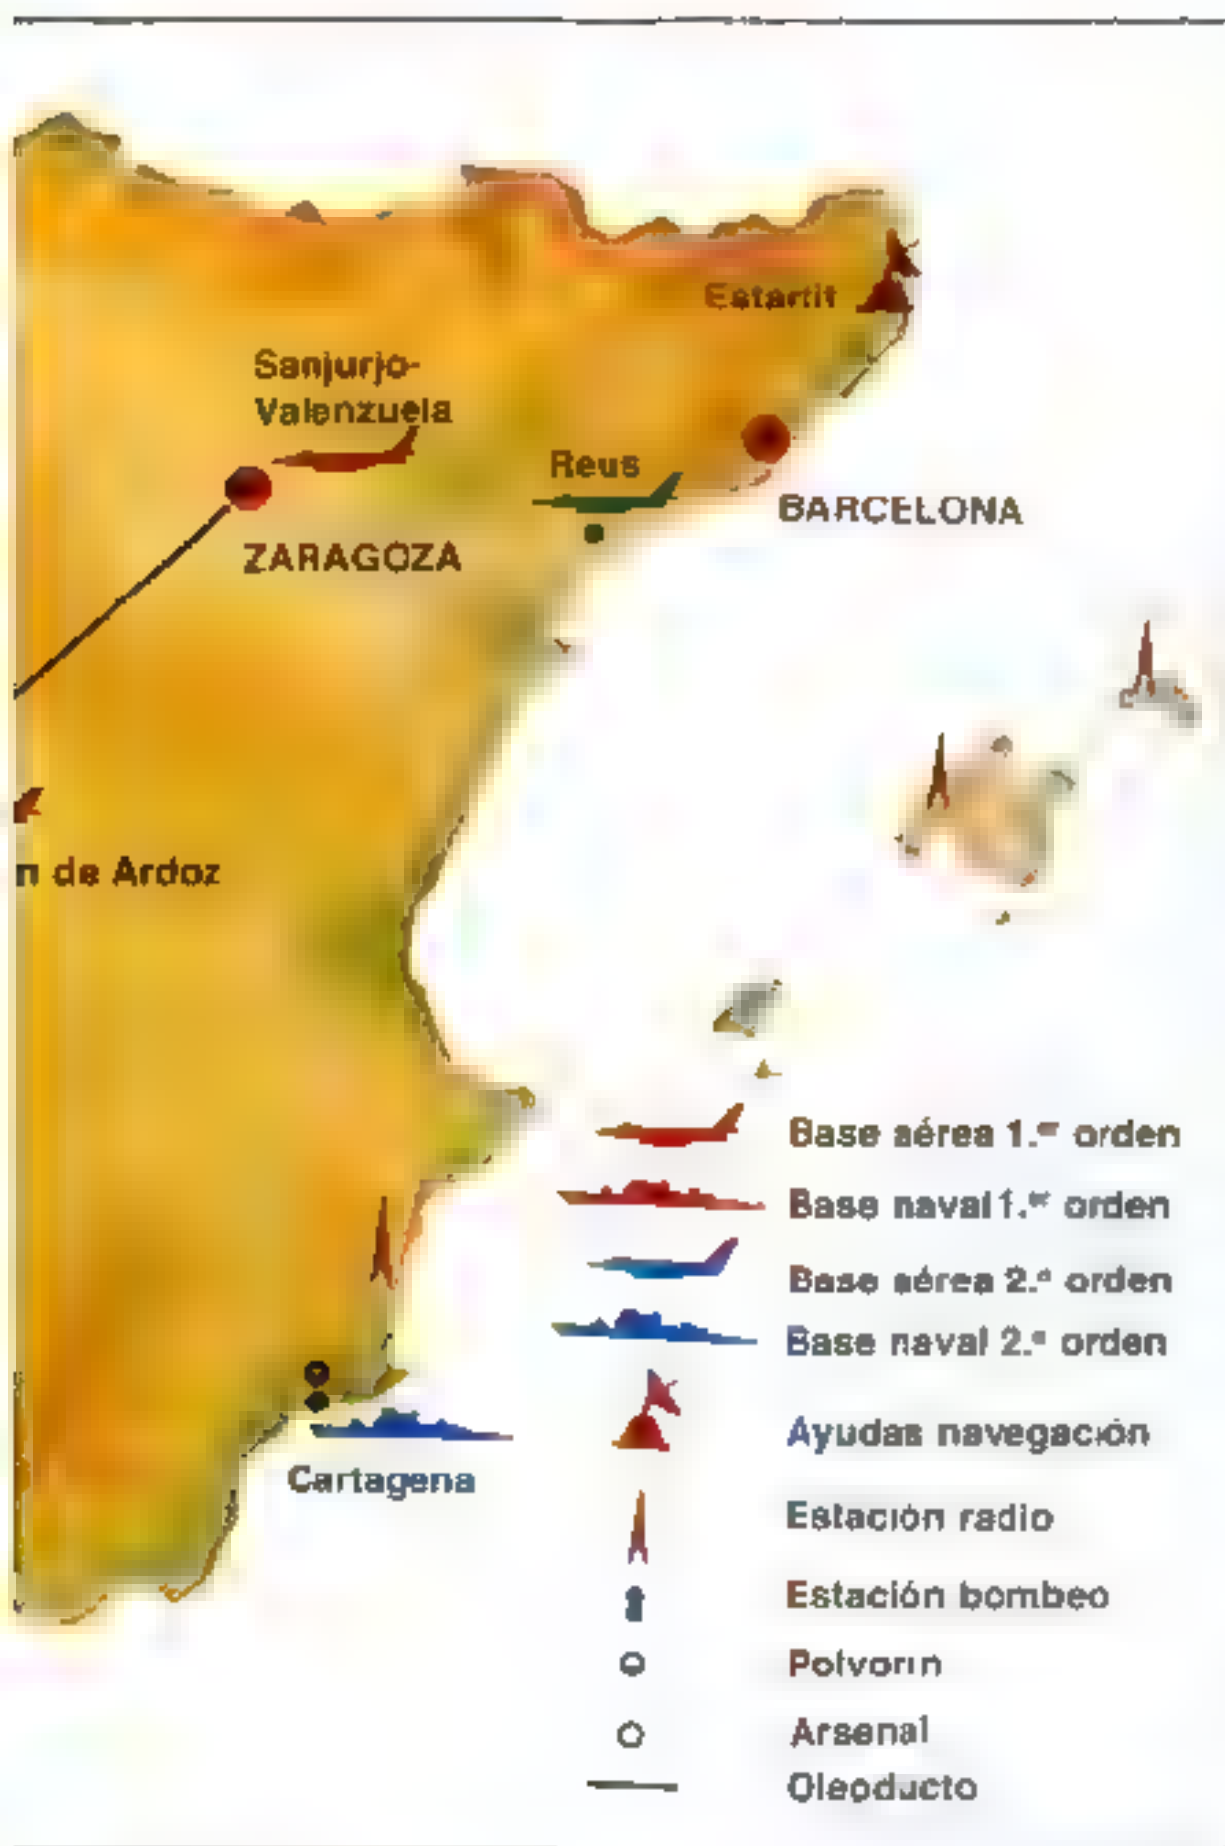 Estartit
Sanjurjo-
Valenzuela
Reus
BARCELONA
ZARAGOZA
n de Ardoz
Base aérea 1.er orden
Base naval 1.er orden
Base aérea 2.º orden
Base naval 2.º orden
Cartagena
Ayudas navegación
Estación radio
Estación bombeo
Polvorín
Arsenal
Oleoducto